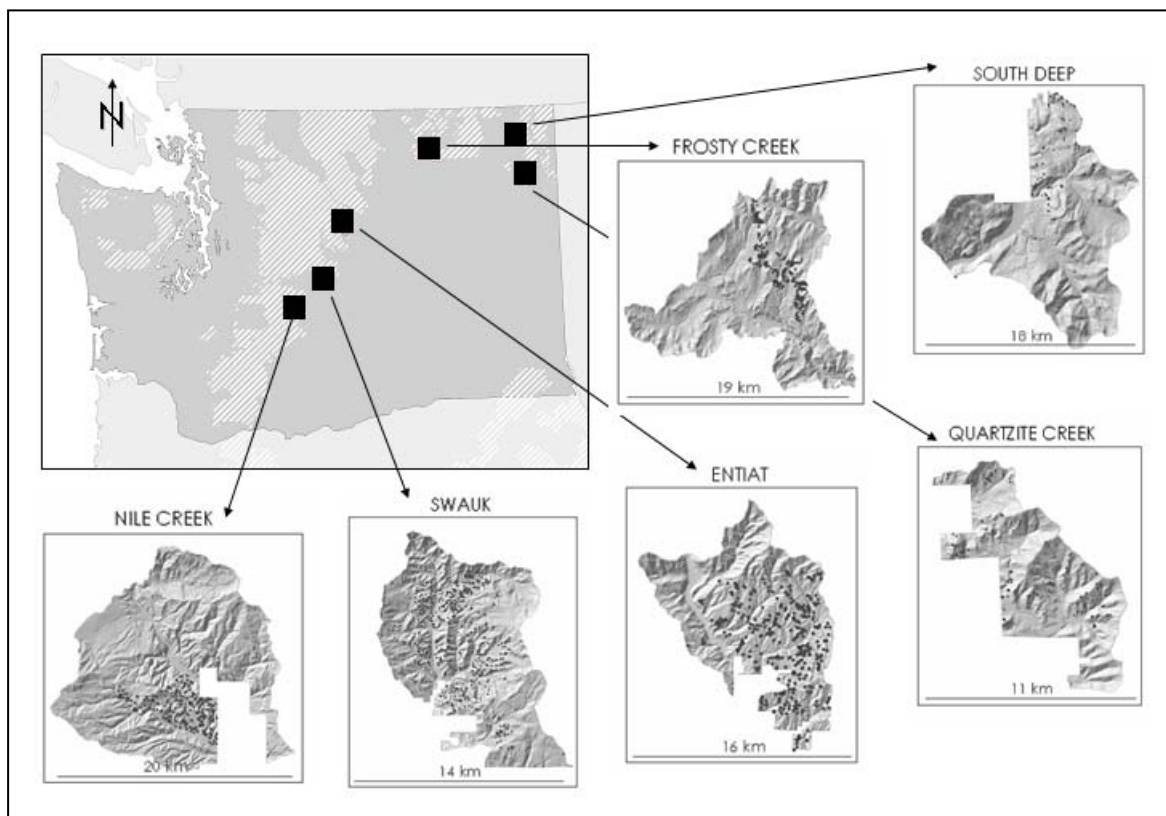 N
SOUTH DEEP
18 km
FROSTY CREEK
19 km
QUARTZITE CREEK
11 km
ENTIAT
16 km
SWAUK
14 km
NILE CREEK
20 km